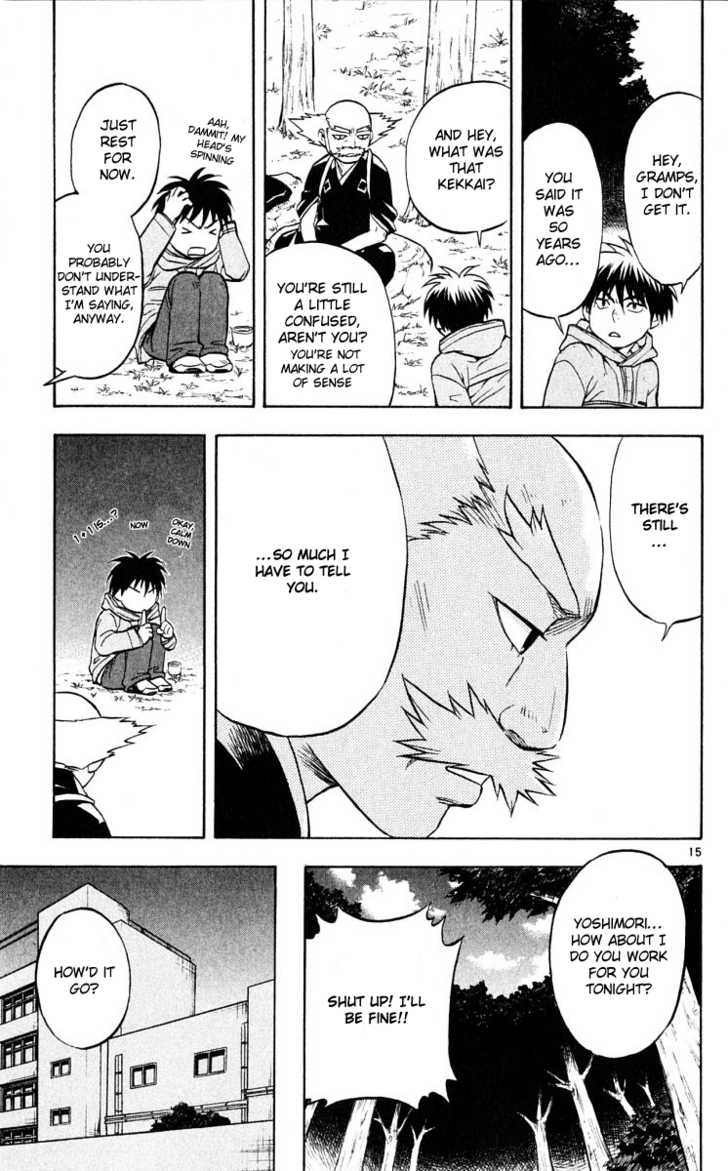 HEY,
GRAMPS,
I DON'T
GET IT.
YOU
SAID IT
WAS
50
YEARS
AGO...
AND HEY,
WHAT WAS
THAT
KEKKAI?
YOU'RE STILL
A LITTLE
CONFUSED,
AREN'T YOU?
YOU'RE NOT
MAKING A LOT
OF SENSE
AAH,
DAMMIT! MY
HEAD'S
SPINNING
JUST
REST
FOR
NOW.
YOU
PROBABLY
DON'T UNDER-
STAND WHAT
I'M SAYING,
ANYWAY.
THERE'S
STILL
...
...SO MUCH I
HAVE TO TELL
YOU.
OKAY,
CALM
DOWN
NOW
1+1 IS...?
15
YOSHIMORI...
HOW ABOUT I
DO YOU WORK
FOR YOU
TONIGHT?
SHUT UP! I'LL
BE FINE!!
HOW'D IT
GO?